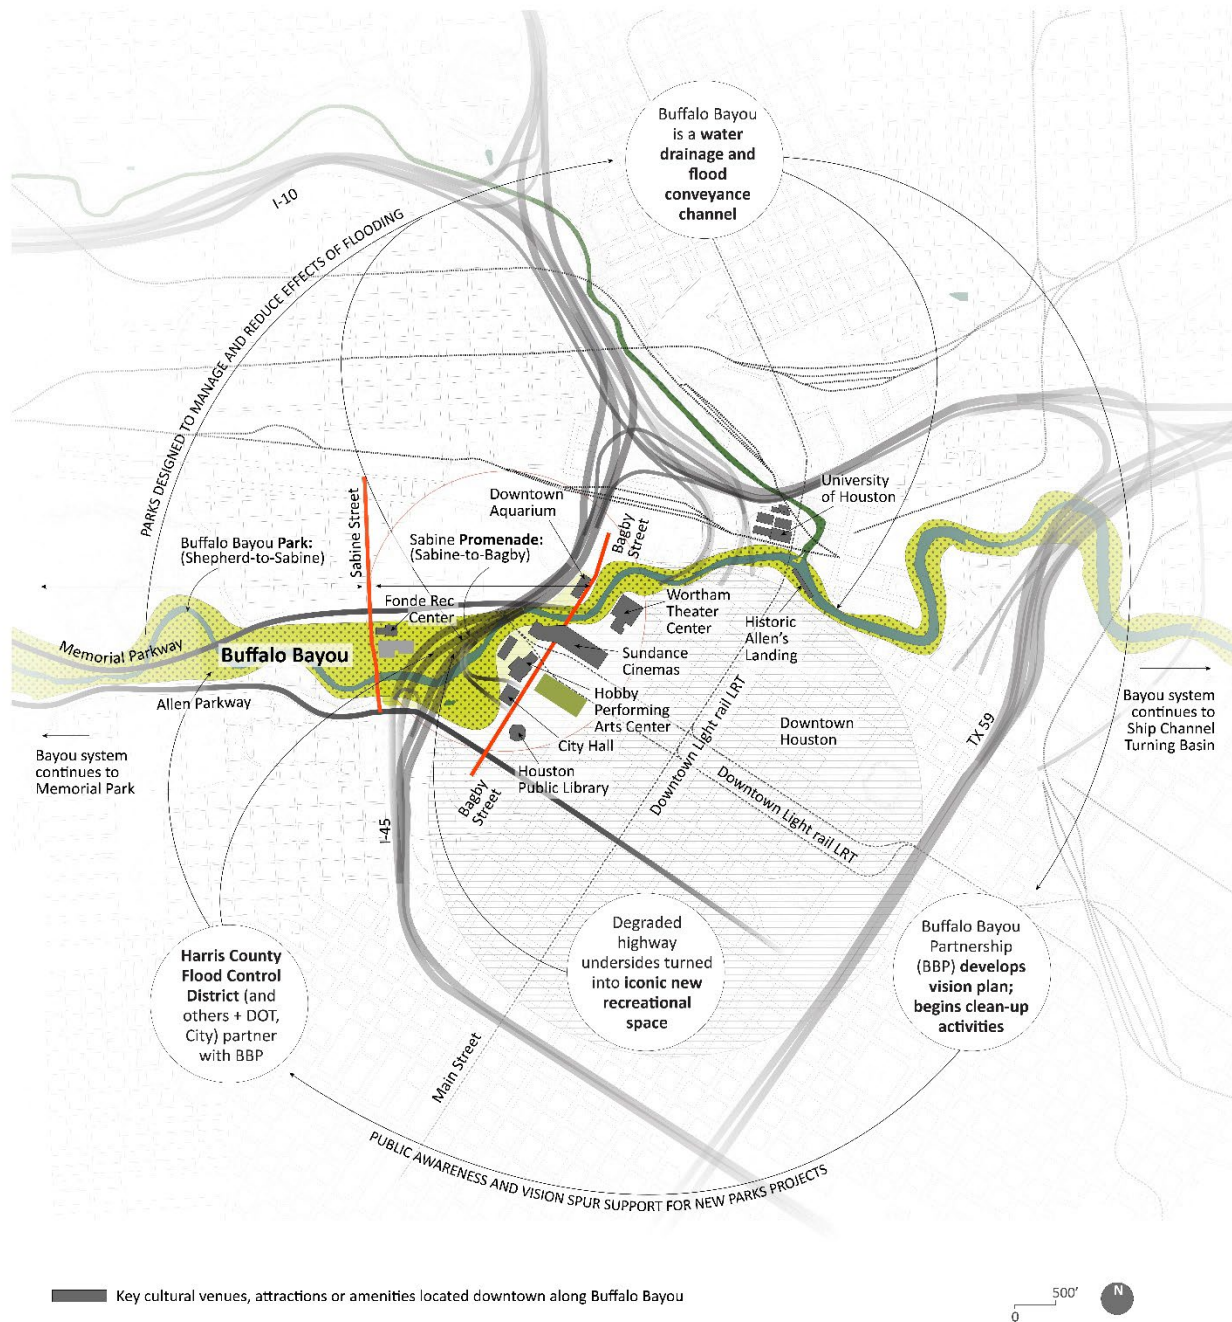 Buffalo Bayou
is a water
drainage and
flood
conveyance
channel
I-10
PARKS DESIGNED TO MANAGE AND REDUCE EFFECTS OF FLOODING
University
of Houston
Downtown
Aquarium
Bagby
Street
Sabine Street
Buffalo Bayou Park:
(Shepherd-to-Sabine)
Sabine Promenade:
(Sabine-to-Bagby)
Fonde Rec
Center
Wortham
Theater
Center
Historic
Allen's
Landing
Memorial Parkway
Buffalo Bayou
Sundance
Cinemas
Allen Parkway
Hobby
Performing
Arts Center
City Hall
Houston
Public Library
Downtown
Houston
Bayou system
continues to
Ship Channel
Turning Basin
Bayou system
continues to
Memorial Park
TX 59
Downtown Light rail LRT
Downtown Light rail LRT
Bagby
Street
I-45
Harris County
Flood Control
District (and
others + DOT,
City) partner
with BBP
Degraded
highway
undersides turned
into iconic new
recreational
space
Buffalo Bayou
Partnership
(BBP) develops
vision plan;
begins clean-up
activities
Main Street
PUBLIC AWARENESS AND VISION SPUR SUPPORT FOR NEW PARKS PROJECTS
Key cultural venues, attractions or amenities located downtown along Buffalo Bayou
500'
0
N